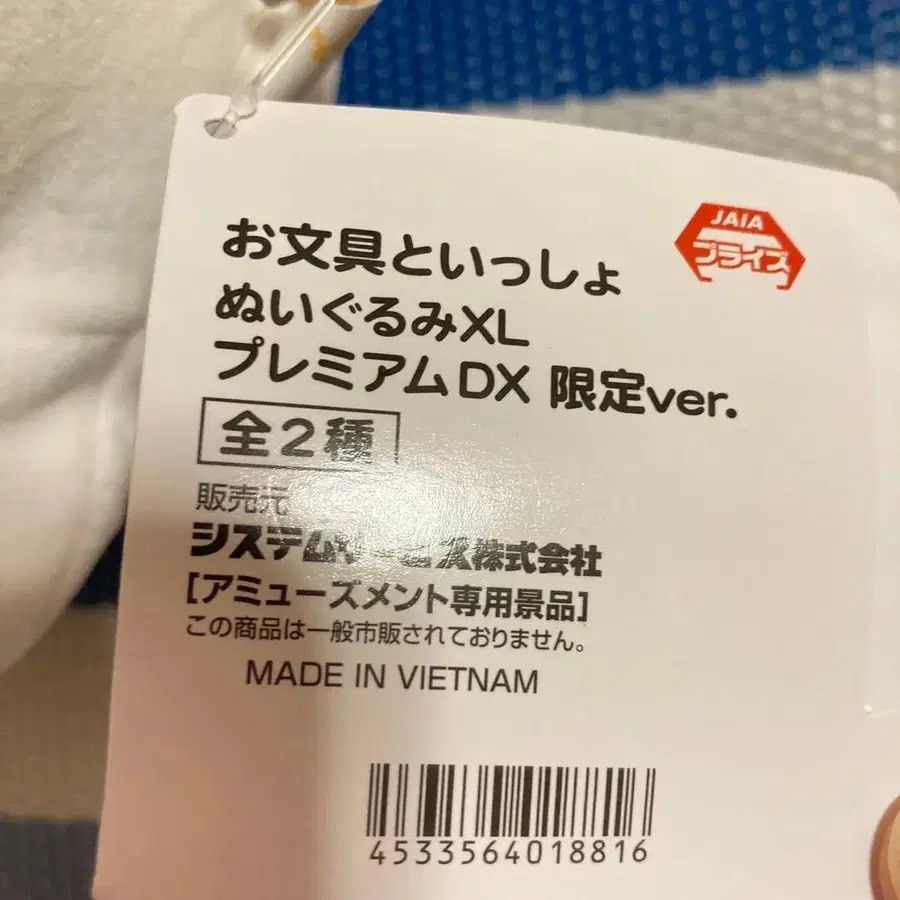 JAIA
プライズ
お文具といっしょ
ぬいぐるみXL
プレミアムDX 限定ver.
全2種
販売元
システムサービス株式会社
[アミューズメント専用景品]
この商品は一般市販されておりません。
MADE IN VIETNAM
4533564018816